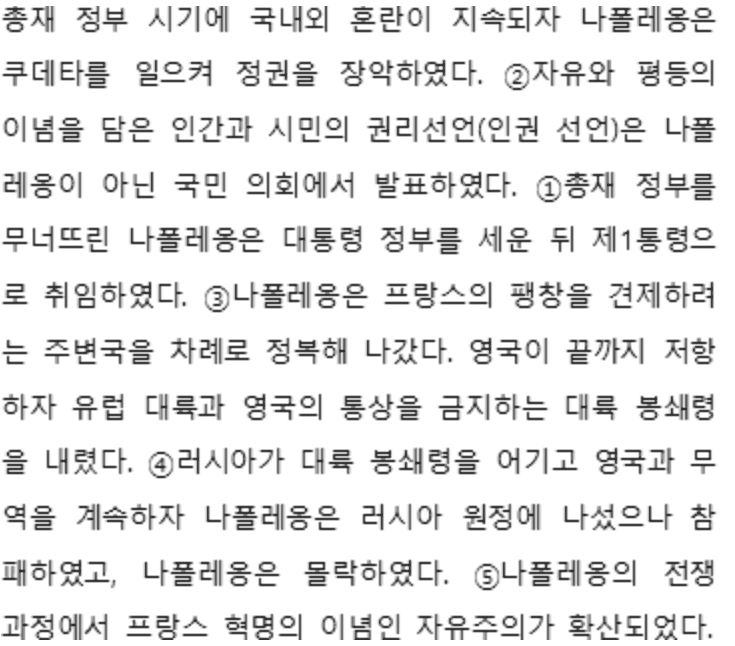 총재 정부 시기에 국내외 혼란이 지속되자 나폴레옹은
쿠데타를 일으켜 정권을 장악하였다. ②자유와 평등의
이념을 담은 인간과 시민의 권리선언(인권 선언)은 나폴
레옹이 아닌 국민 의회에서 발표하였다. ①총재 정부를
무너뜨린 나폴레옹은 대통령 정부를 세운 뒤 제1통령으
로 취임하였다. ③나폴레옹은 프랑스의 팽창을 견제하려
는 주변국을 차례로 정복해 나갔다. 영국이 끝까지 저항
하자 유럽 대륙과 영국의 통상을 금지하는 대륙 봉쇄령
을 내렸다. ④러시아가 대륙 봉쇄령을 어기고 영국과 무
역을 계속하자 나폴레옹은 러시아 원정에 나섰으나 참
패하였고, 나폴레옹은 몰락하였다. ⑤나폴레옹의 전쟁
과정에서 프랑스 혁명의 이념인 자유주의가 확산되었다.